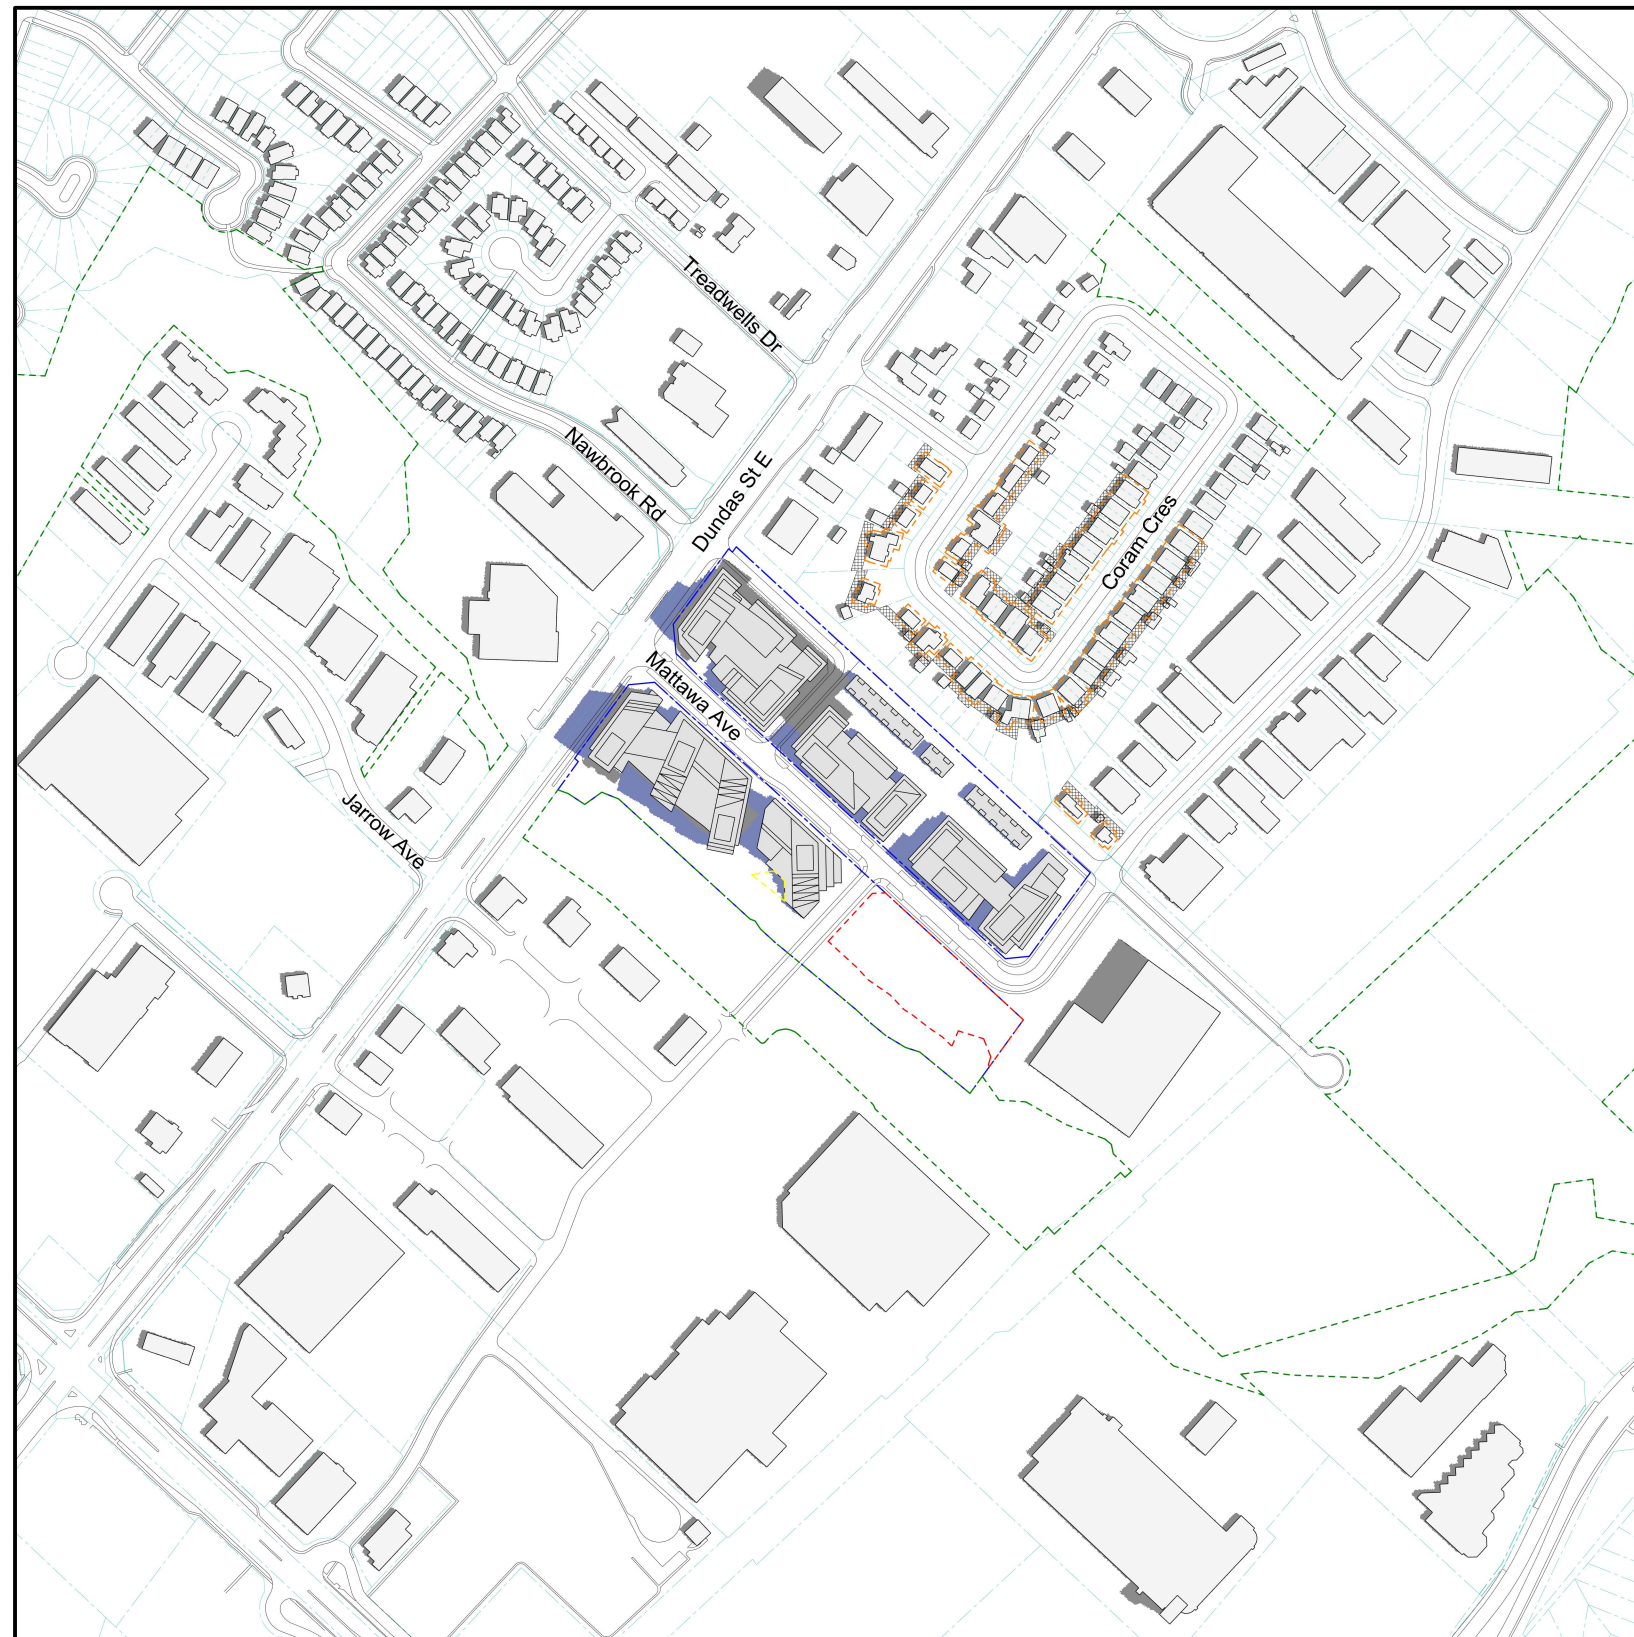 Treadwells Dr
Nawbrook Rd
Dundas St E
Coram Cres
Mattawa Ave
Jarrow Ave